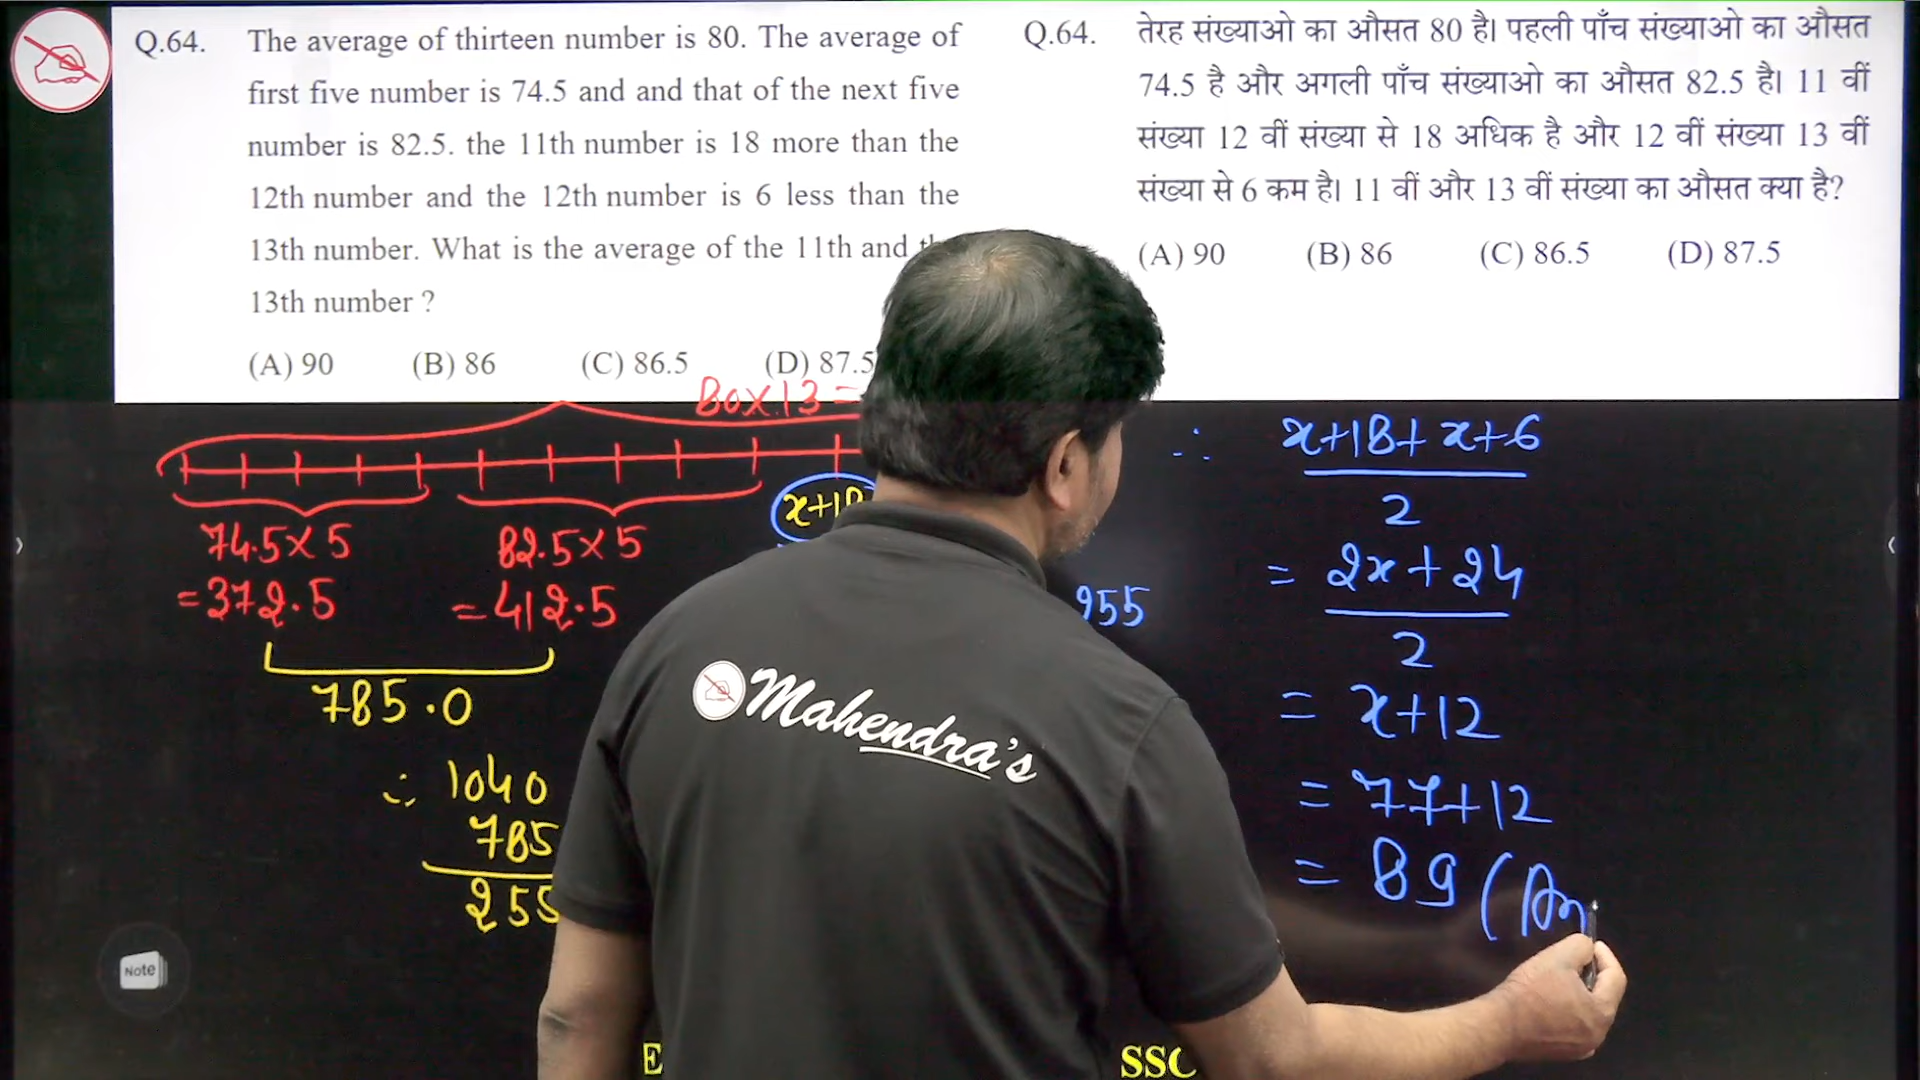 Q.64. The average of thirteen number is 80. The average of
first five number is 74.5 and and that of the next five
number is 82.5. the 11th number is 18 more than the
12th number and the 12th number is 6 less than the
13th number. What is the average of the 11th and
13th number ?
(A) 90 (B) 86 (C) 86.5 (D) 87.5
Q.64. तेरह संख्याओ का औसत 80 है। पहली पाँच संख्याओ का औसत
74.5 है और अगली पाँच संख्याओ का औसत 82.5 है। 11 वीं
संख्या 12 वीं संख्या से 18 अधिक है और 12 वीं संख्या 13 वीं
संख्या से 6 कम है। 11 वीं और 13 वीं संख्या का औसत क्या है?
(A) 90 (B) 86 (C) 86.5 (D) 87.5
80×13 =
74.5×5
=372.5
82.5×5
=412.5
785.0
∴ 1040
785
255
x+18
∴ x+18+x+6
2
= 2x+24
2
= x+12
= 77+12
= 89 (An
Mahendra's
Note